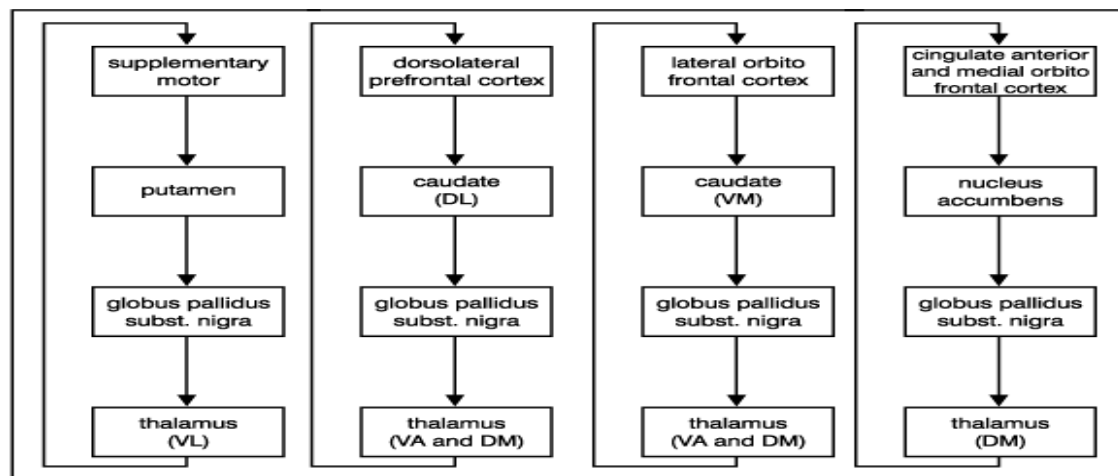 supplementary
motor
putamen
globus pallidus
subst. nigra
thalamus
(VL)
dorsolateral
prefrontal cortex
caudate
(DL)
globus pallidus
subst. nigra
thalamus
(VA and DM)
lateral orbito
frontal cortex
caudate
(VM)
globus pallidus
subst. nigra
thalamus
(VA and DM)
cingulate anterior
and medial orbito
frontal cortex
nucleus
accumbens
globus pallidus
subst. nigra
thalamus
(DM)